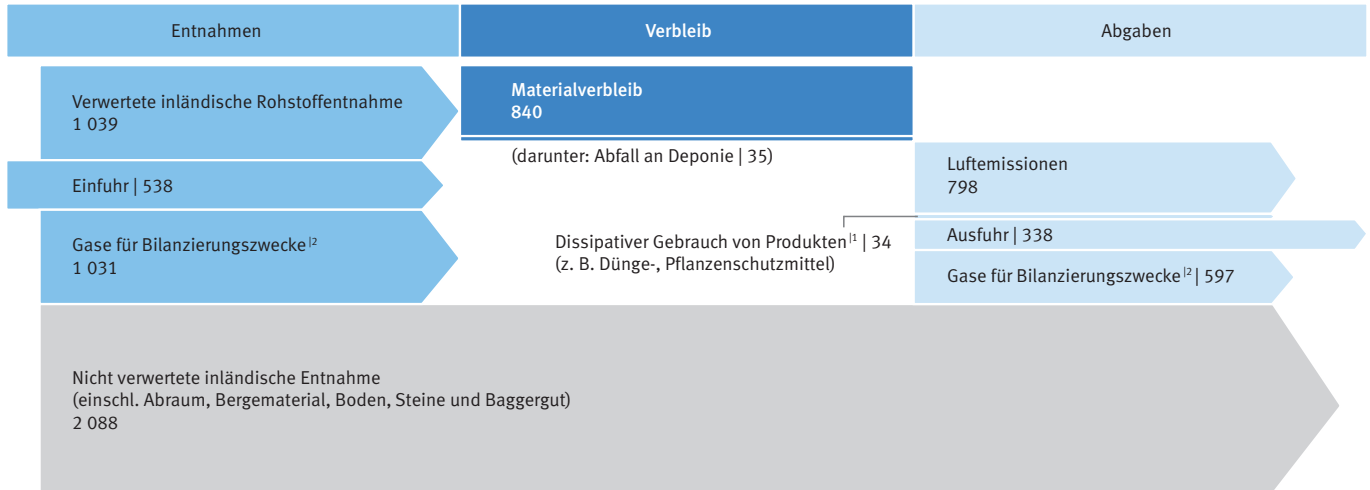 Entnahmen
Verbleib
Abgaben
Verwertete inländische Rohstoffentnahme
1 039
Einfuhr | 538
Gase für Bilanzierungszwecke |2
1 031
Materialverbleib
840
(darunter: Abfall an Deponie | 35)
Dissipativer Gebrauch von Produkten |1 | 34
(z. B. Dünge-, Pflanzenschutzmittel)
Luftemissionen
798
Ausfuhr | 338
Gase für Bilanzierungszwecke |2 | 597
Nicht verwertete inländische Entnahme
(einschl. Abraum, Bergematerial, Boden, Steine und Baggergut)
2 088